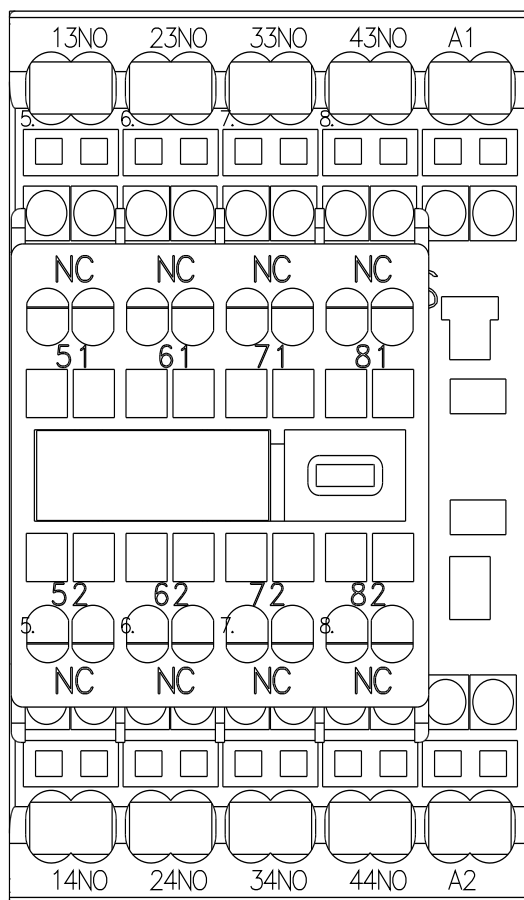 13NO 23NO 33NO 43NO A1
5. 6. 7. 8.
NC NC NC NC
51 61 71 81
52 62 72 82
5. 6. 7. 8.
NC NC NC NC
14NO 24NO 34NO 44NO A2